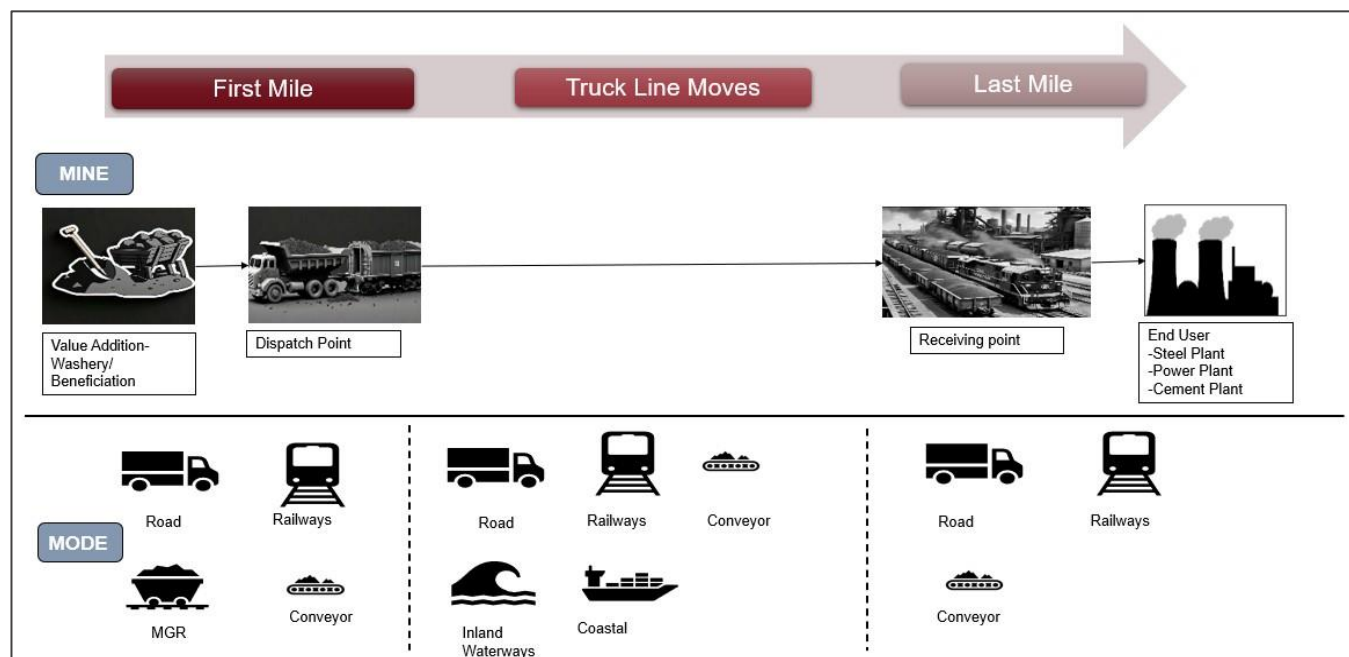 First Mile
Truck Line Moves
Last Mile
MINE
Value Addition-
Washery/
Beneficiation
Dispatch Point
Receiving point
End User
-Steel Plant
-Power Plant
-Cement Plant
MODE
Road
Railways
MGR
Conveyor
Road
Railways
Conveyor
Inland
Waterways
Coastal
Road
Railways
Conveyor